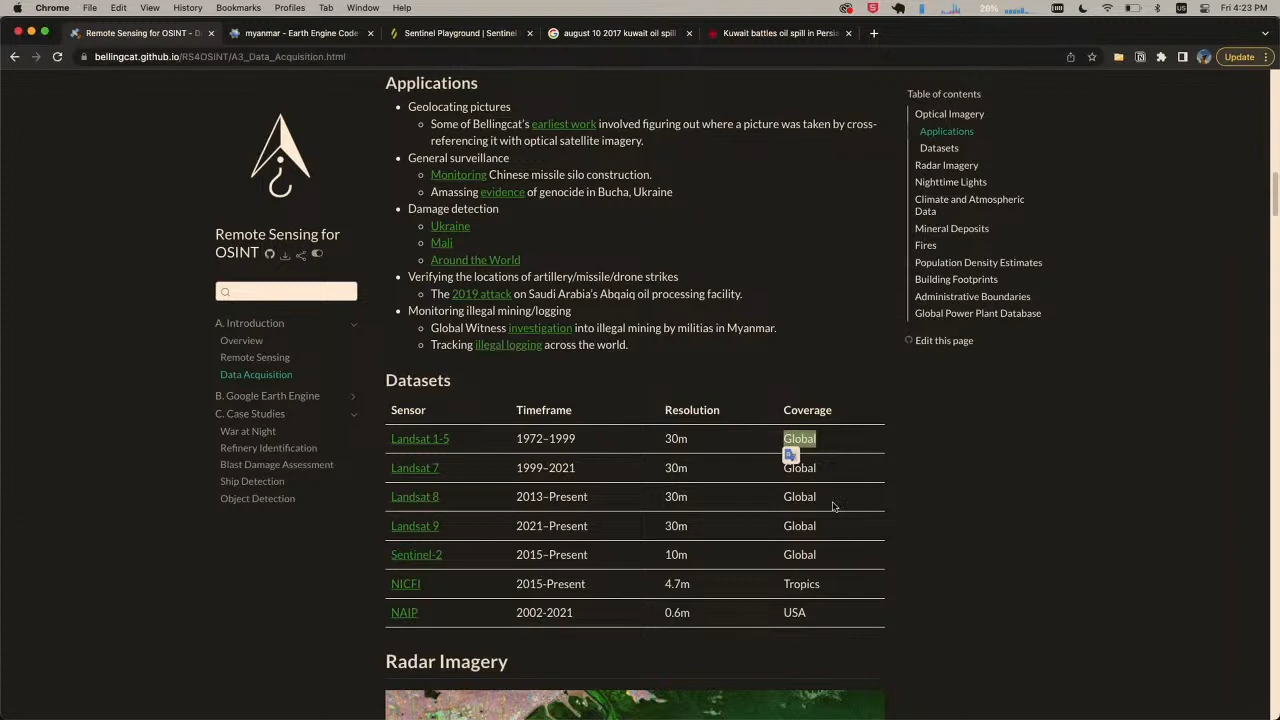 Chrome File Edit View History Bookmarks Profiles Tab Window Help 20% US Fri 4:23 PM
Remote Sensing for OSINT - D × myanmar - Earth Engine Code × Sentinel Playground | Sentinel × august 10 2017 kuwait oil spill × Kuwait battles oil spill in Persia × +
bellingcat.github.io/RS4OSINT/A3_Data_Acquisition.html Update
Remote Sensing for
OSINT
A. Introduction
Overview
Remote Sensing
Data Acquisition
B. Google Earth Engine
C. Case Studies
War at Night
Refinery Identification
Blast Damage Assessment
Ship Detection
Object Detection
Applications
• Geolocating pictures
○ Some of Bellingcat's earliest work involved figuring out where a picture was taken by cross-
referencing it with optical satellite imagery.
• General surveillance
○ Monitoring Chinese missile silo construction.
○ Amassing evidence of genocide in Bucha, Ukraine
• Damage detection
○ Ukraine
○ Mali
○ Around the World
• Verifying the locations of artillery/missile/drone strikes
○ The 2019 attack on Saudi Arabia's Abqaiq oil processing facility.
• Monitoring illegal mining/logging
○ Global Witness investigation into illegal mining by militias in Myanmar.
○ Tracking illegal logging across the world.
Datasets
Sensor Timeframe Resolution Coverage
Landsat 1-5 1972–1999 30m Global
Landsat 7 1999–2021 30m Global
Landsat 8 2013–Present 30m Global
Landsat 9 2021–Present 30m Global
Sentinel-2 2015–Present 10m Global
NICFI 2015-Present 4.7m Tropics
NAIP 2002-2021 0.6m USA
Radar Imagery
Table of contents
Optical Imagery
Applications
Datasets
Radar Imagery
Nighttime Lights
Climate and Atmospheric
Data
Mineral Deposits
Fires
Population Density Estimates
Building Footprints
Administrative Boundaries
Global Power Plant Database
Edit this page